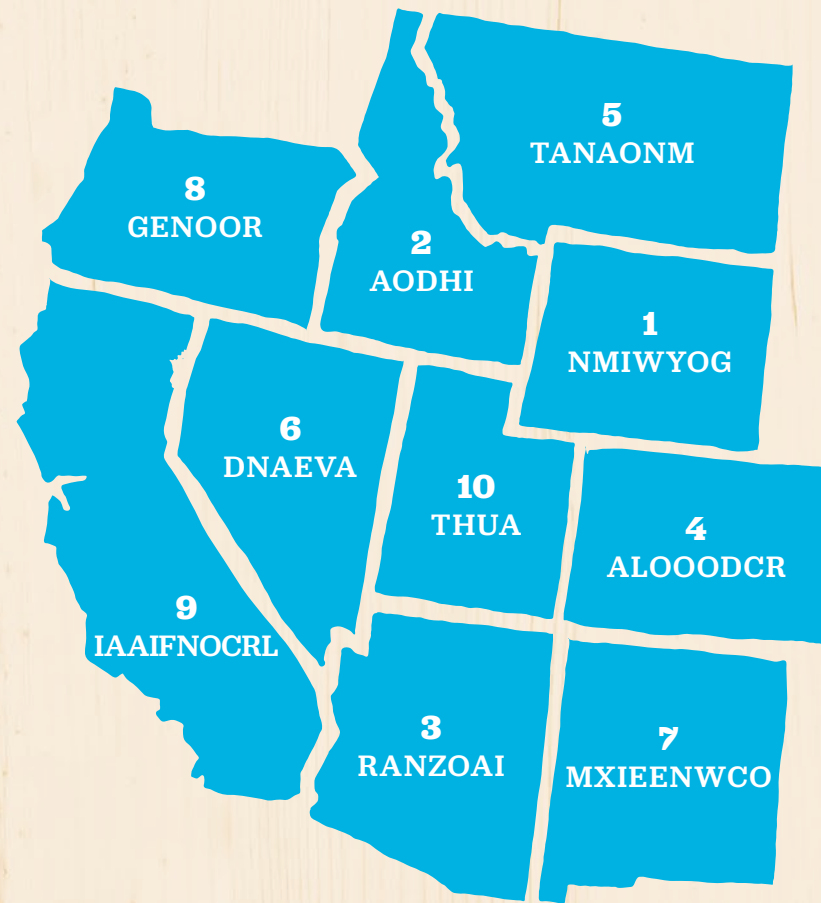 5
TANAONM
8
GENOOR
2
AODHI
1
NMIWYOG
6
DNAEVA
10
THUA
4
ALOOODCR
9
IAAIFNOCRL
3
RANZOAI
7
MXIEENWCO